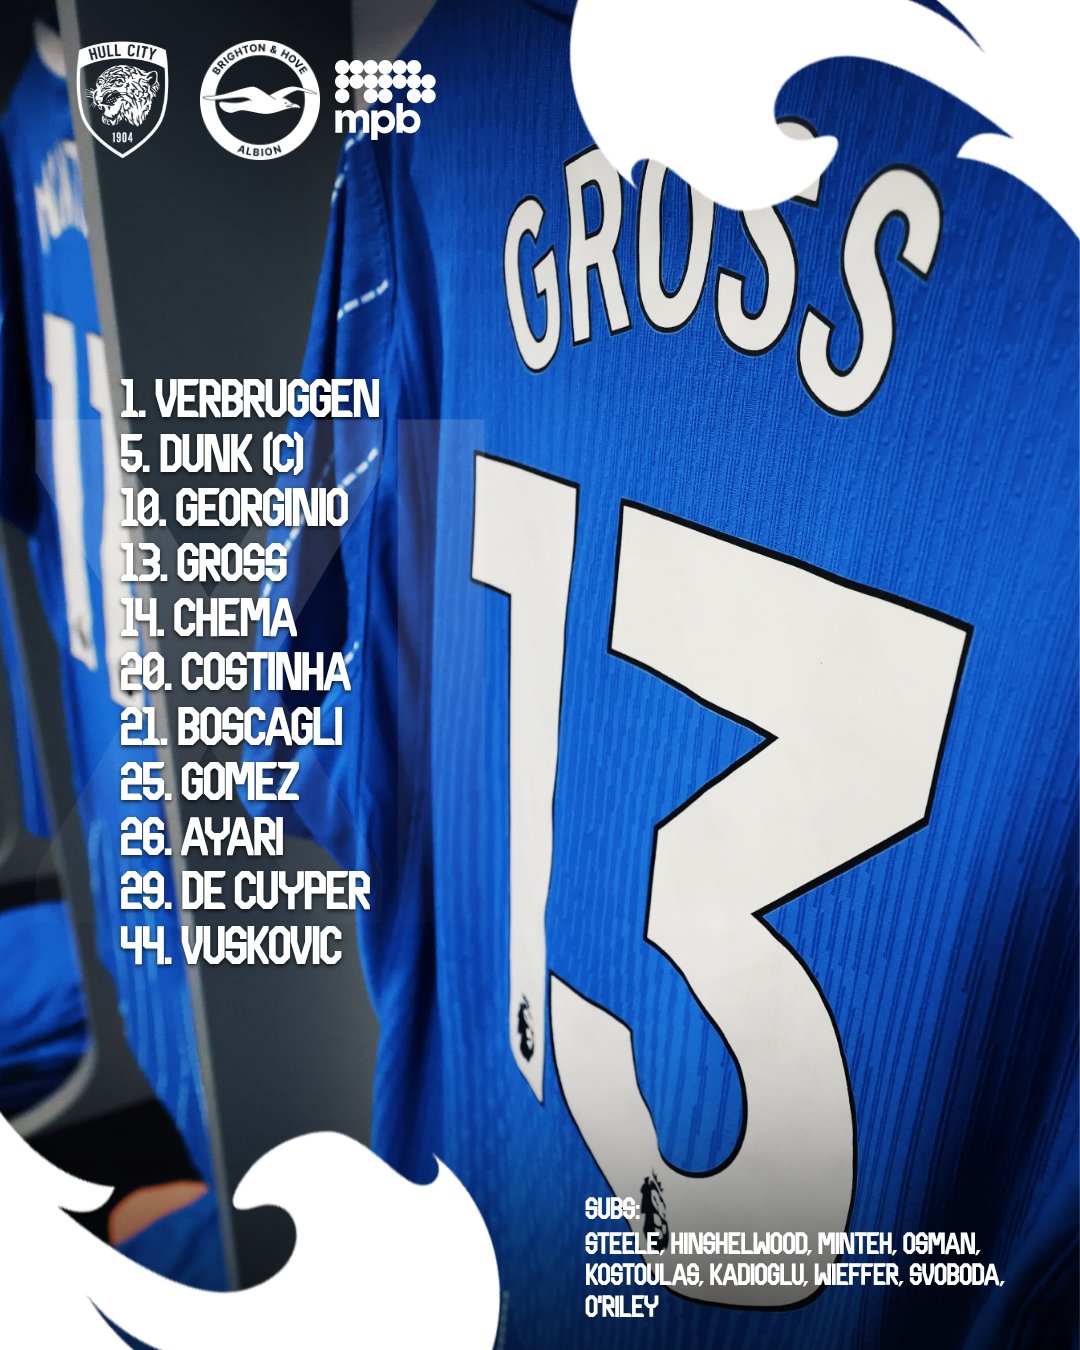 HULL CITY
1904
BRIGHTON & HOVE
ALBION
mpb
GROSS
13
1. VERBRUGGEN
5. DUNK (C)
10. GEORGINIO
13. GROSS
14. CHEMA
20. COSTINHA
21. BOSCAGLI
25. GOMEZ
26. AYARI
29. DE CUYPER
44. VUSKOVIC
XI
SUBS:
STEELE, HINSHELWOOD, MINTEH, OSMAN,
KOSTOULAS, KADIOGLU, WIEFFER, SVOBODA,
O'RILEY